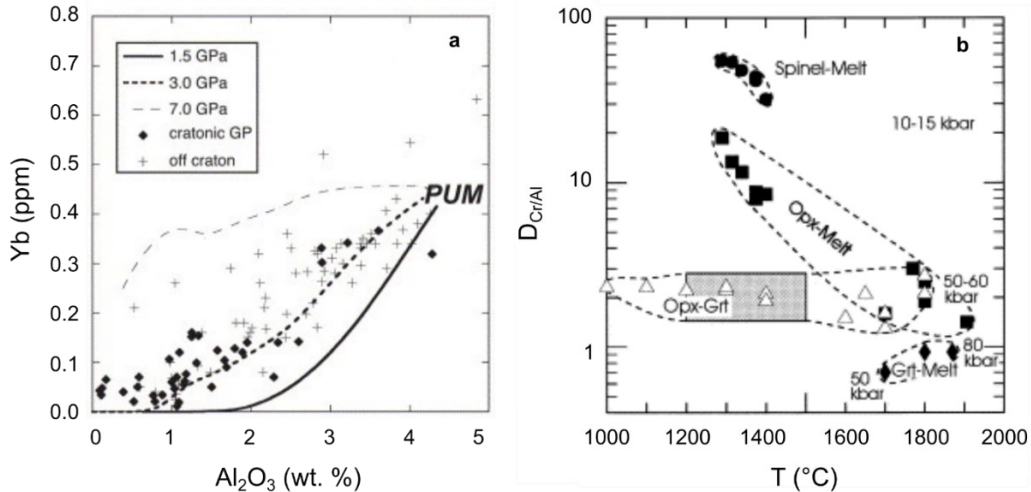 a
0.8
0.7
0.6
0.5
0.4
0.3
0.2
0.1
0.0
Yb (ppm)
1.5 GPa
3.0 GPa
7.0 GPa
cratonic GP
off craton
PUM
0 1 2 3 4 5
Al₂O₃ (wt. %)
b
100
10
1
D Cr/Al
Spinel-Melt
10-15 kbar
Opx-Melt
Opx-Grt
50-60
kbar
80
kbar
Grt-Melt
50
kbar
1000 1200 1400 1600 1800 2000
T (°C)